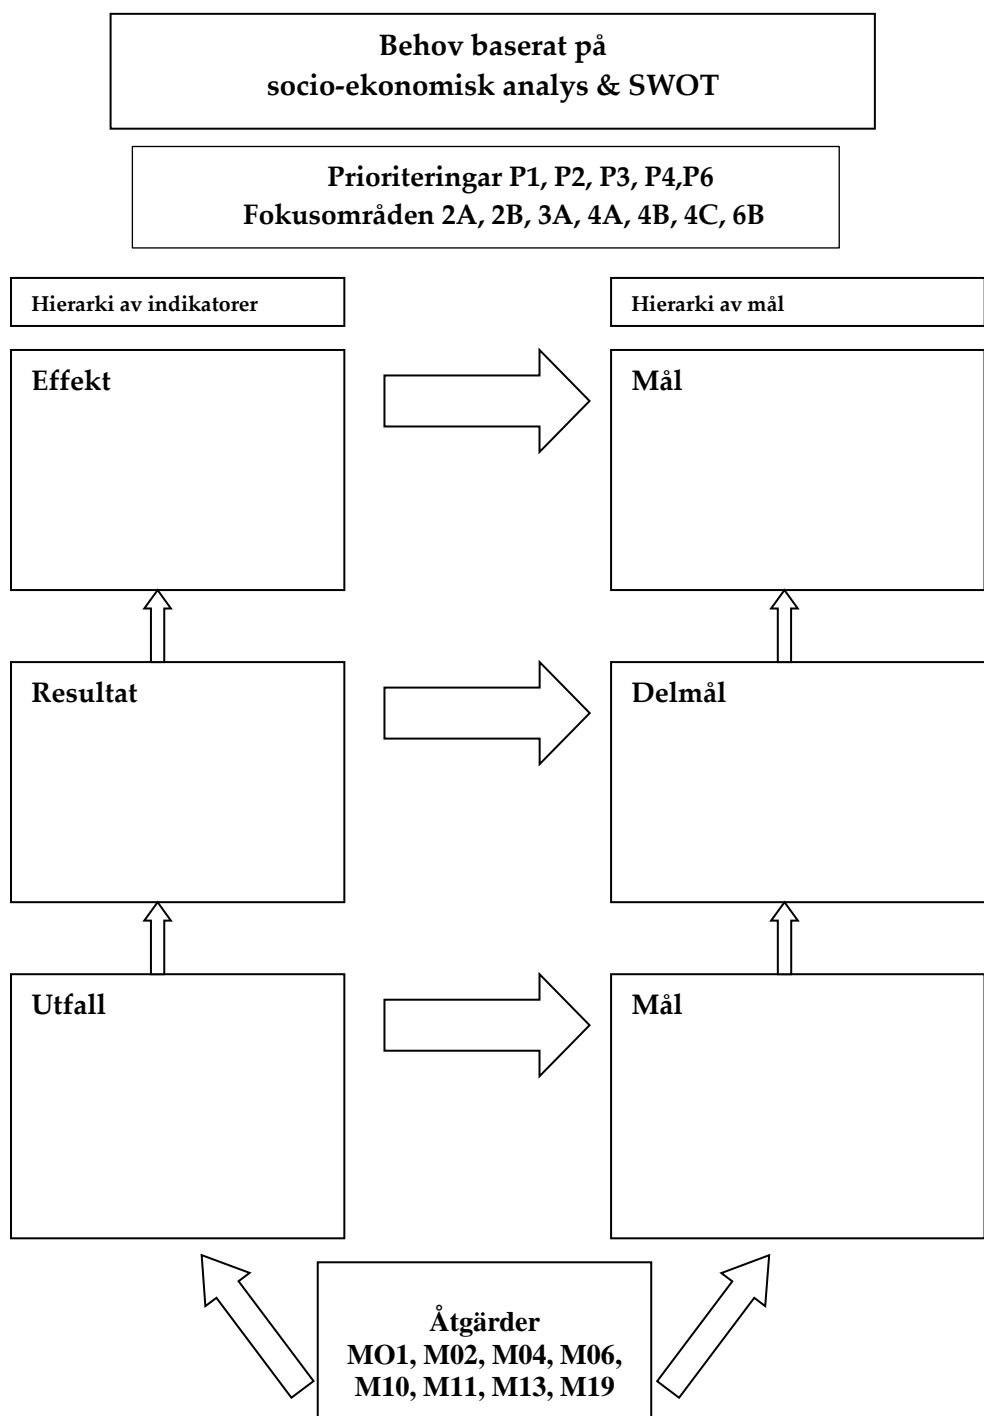 Behov baserat på
socio-ekonomisk analys & SWOT
Prioriteringar P1, P2, P3, P4,P6
Fokusområden 2A, 2B, 3A, 4A, 4B, 4C, 6B
Hierarki av indikatorer
Hierarki av mål
Effekt
Mål
Resultat
Delmål
Utfall
Mål
Åtgärder
MO1, M02, M04, M06,
M10, M11, M13, M19